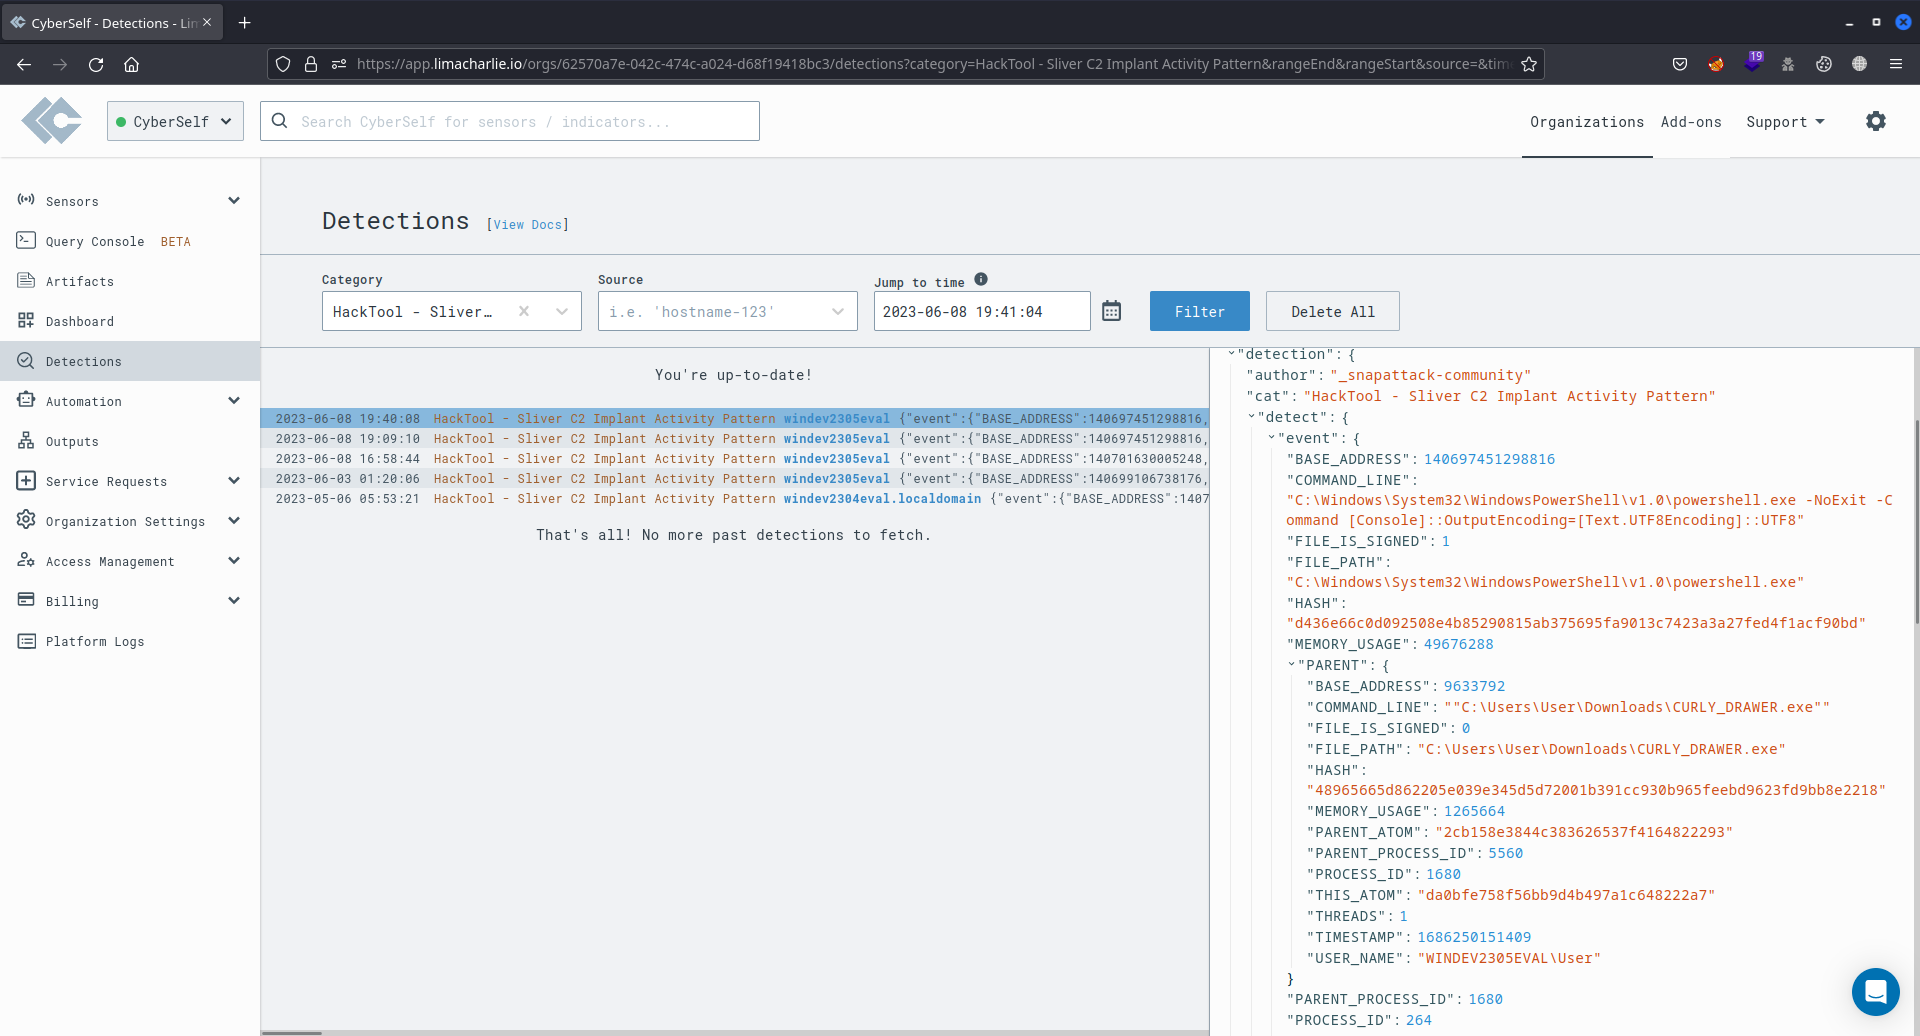 CyberSelf - Detections - Lim
https://app.limacharlie.io/orgs/62570a7e-042c-474c-a024-d68f19418bc3/detections?category=HackTool - Sliver C2 Implant Activity Pattern&rangeEnd&rangeStart&source=&tim
19
CyberSelf
Search CyberSelf for sensors / indicators...
Organizations
Add-ons
Support
Sensors
Query Console BETA
Artifacts
Dashboard
Detections
Automation
Outputs
Service Requests
Organization Settings
Access Management
Billing
Platform Logs
Detections [View Docs]
Category
HackTool - Sliver…
Source
i.e. 'hostname-123'
Jump to time
2023-06-08 19:41:04
Filter
Delete All
You're up-to-date!
2023-06-08 19:40:08 HackTool - Sliver C2 Implant Activity Pattern windev2305eval {"event":{"BASE_ADDRESS":140697451298816,
2023-06-08 19:09:10 HackTool - Sliver C2 Implant Activity Pattern windev2305eval {"event":{"BASE_ADDRESS":140697451298816,
2023-06-08 16:58:44 HackTool - Sliver C2 Implant Activity Pattern windev2305eval {"event":{"BASE_ADDRESS":140701630005248,
2023-06-03 01:20:06 HackTool - Sliver C2 Implant Activity Pattern windev2305eval {"event":{"BASE_ADDRESS":140699106738176,
2023-05-06 05:53:21 HackTool - Sliver C2 Implant Activity Pattern windev2304eval.localdomain {"event":{"BASE_ADDRESS":1407
That's all! No more past detections to fetch.
"detection": {
"author": "_snapattack-community"
"cat": "HackTool - Sliver C2 Implant Activity Pattern"
"detect": {
"event": {
"BASE_ADDRESS": 140697451298816
"COMMAND_LINE":
"C:\Windows\System32\WindowsPowerShell\v1.0\powershell.exe -NoExit -C
ommand [Console]::OutputEncoding=[Text.UTF8Encoding]::UTF8"
"FILE_IS_SIGNED": 1
"FILE_PATH":
"C:\Windows\System32\WindowsPowerShell\v1.0\powershell.exe"
"HASH":
"d436e66c0d092508e4b85290815ab375695fa9013c7423a3a27fed4f1acf90bd"
"MEMORY_USAGE": 49676288
"PARENT": {
"BASE_ADDRESS": 9633792
"COMMAND_LINE": ""C:\Users\User\Downloads\CURLY_DRAWER.exe""
"FILE_IS_SIGNED": 0
"FILE_PATH": "C:\Users\User\Downloads\CURLY_DRAWER.exe"
"HASH":
"48965665d862205e039e345d5d72001b391cc930b965feebd9623fd9bb8e2218"
"MEMORY_USAGE": 1265664
"PARENT_ATOM": "2cb158e3844c383626537f4164822293"
"PARENT_PROCESS_ID": 5560
"PROCESS_ID": 1680
"THIS_ATOM": "da0bfe758f56bb9d4b497a1c648222a7"
"THREADS": 1
"TIMESTAMP": 1686250151409
"USER_NAME": "WINDEV2305EVAL\User"
}
"PARENT_PROCESS_ID": 1680
"PROCESS_ID": 264